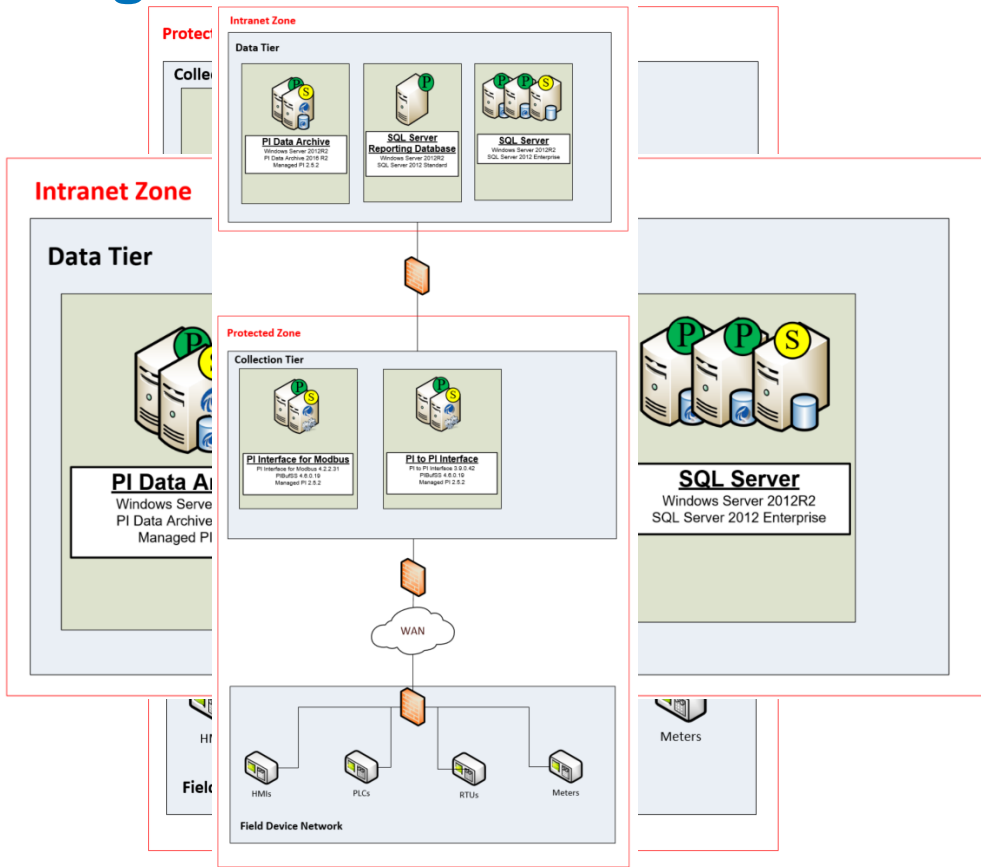 Intranet Zone
Data Tier
P
S
PI Data Archive
Windows Server 2012R2
PI Data Archive 2016 R2
Managed PI 2.5.2
P
SQL Server
Reporting Database
Windows Server 2012R2
SQL Server 2012 Standard
P
P
S
SQL Server
Windows Server 2012R2
SQL Server 2012 Enterprise
Protected Zone
Collection Tier
P
S
PI Interface for Modbus
PI Interface for Modbus 4.2.2.31
PIBufSS 4.6.0.19
Managed PI 2.5.2
P
S
PI to PI Interface
PI to PI Interface 3.9.0.42
PIBufSS 4.6.0.19
Managed PI 2.5.2
WAN
HMIs
PLCs
RTUs
Meters
Field Device Network
Protect
Colle
Intranet Zone
Data Tier
P
S
PI Data A
Windows Serve
PI Data Archive
Managed PI
P
P
S
SQL Server
Windows Server 2012R2
SQL Server 2012 Enterprise
HM
Meters
Field